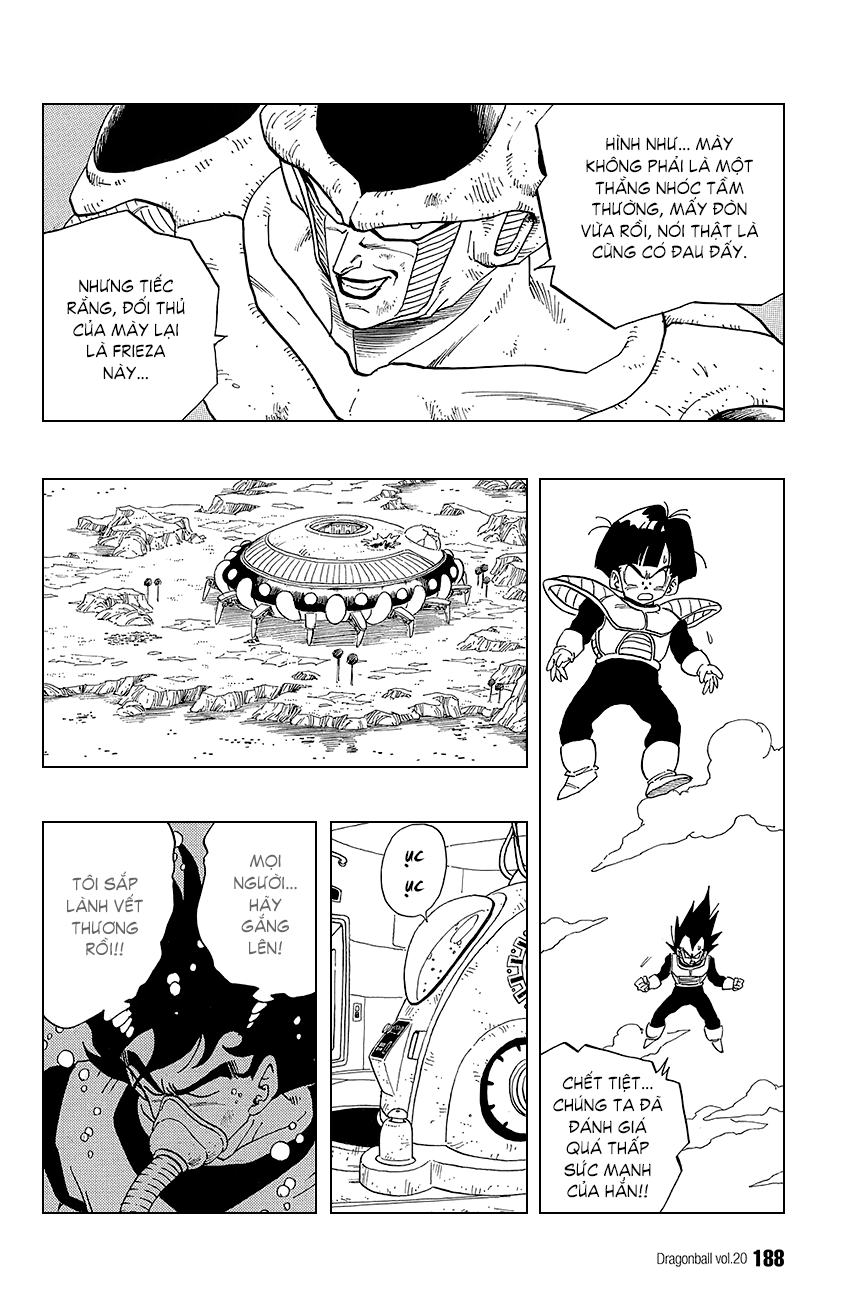 HÌNH NHƯ... MÀY
KHÔNG PHẢI LÀ MỘT
THẰNG NHÓC TẦM
THƯỜNG, MẤY ĐÒN
VỪA RỒI, NÓI THẬT LÀ
CŨNG CÓ ĐAU ĐẤY.
NHƯNG TIẾC
RẰNG, ĐỐI THỦ
CỦA MÀY LẠI
LÀ FRIEZA
NÀY...
CHẾT TIỆT...
CHÚNG TA ĐÃ
ĐÁNH GIÁ
QUÁ THẤP
SỨC MẠNH
CỦA HẮN!!
ỤC
ỤC
MỌI
NGƯỜI...
HÃY
GẮNG
LÊN!
TÔI SẮP
LÀNH VẾT
THƯƠNG
RỒI!!
Dragonball vol.20 188